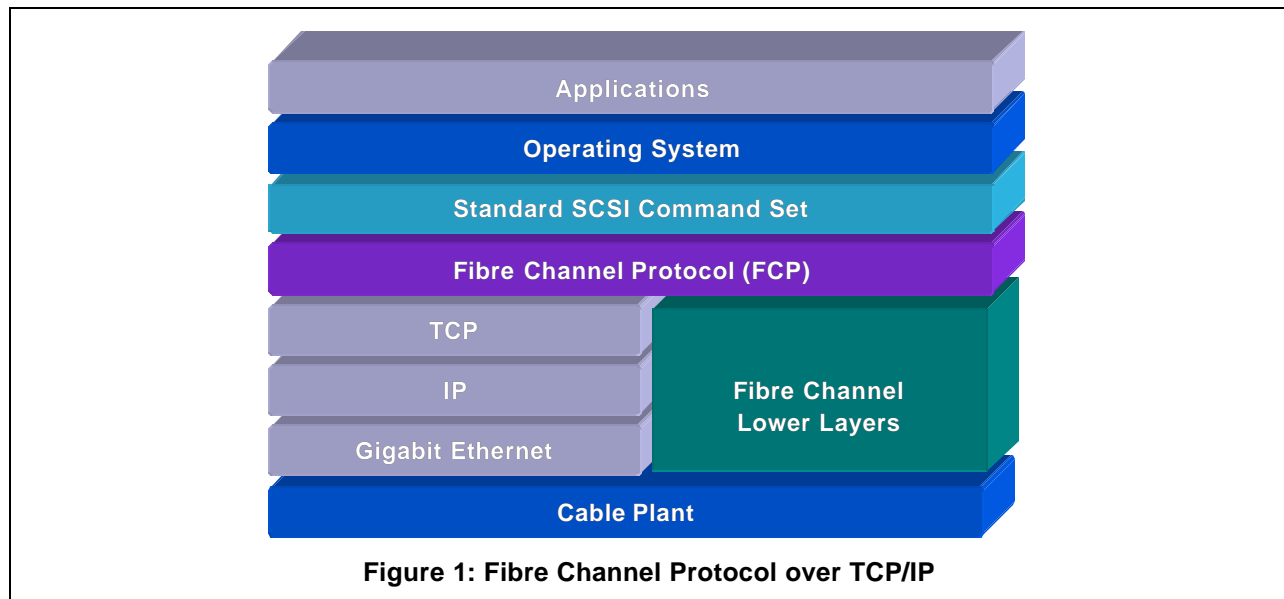 Applications
Operating System
Standard SCSI Command Set
Fibre Channel Protocol (FCP)
TCP
IP
Gigabit Ethernet
Fibre Channel
Lower Layers
Cable Plant
Figure 1: Fibre Channel Protocol over TCP/IP